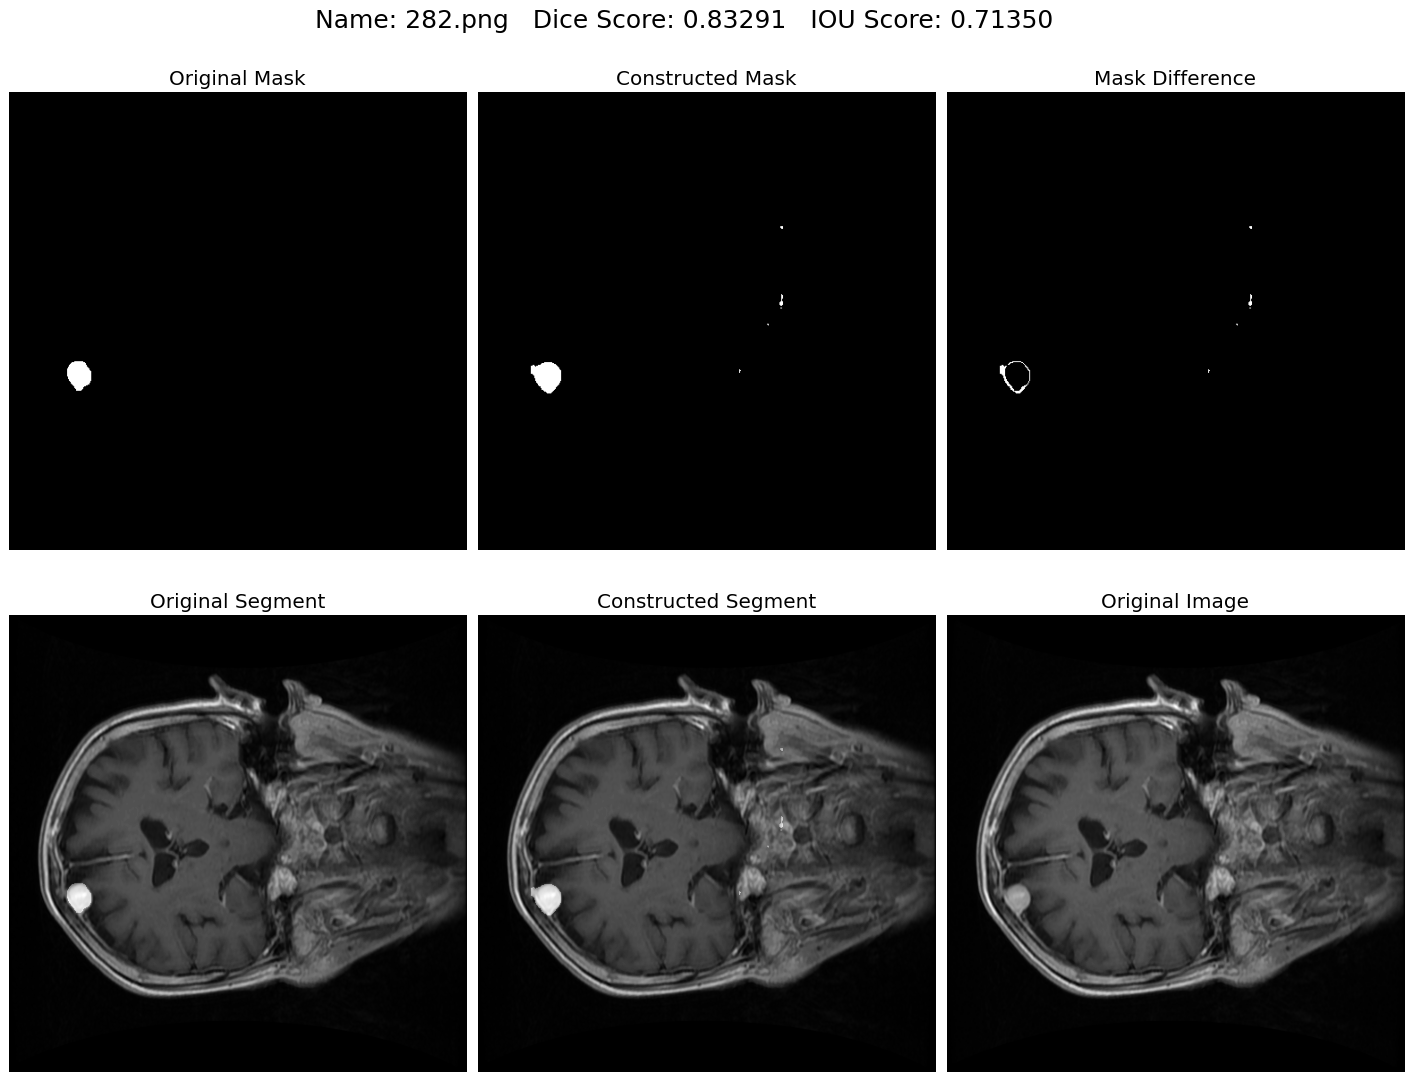 Name: 282.png   Dice Score: 0.83291   IOU Score: 0.71350
Original Mask
Constructed Mask
Mask Difference
Original Segment
Constructed Segment
Original Image